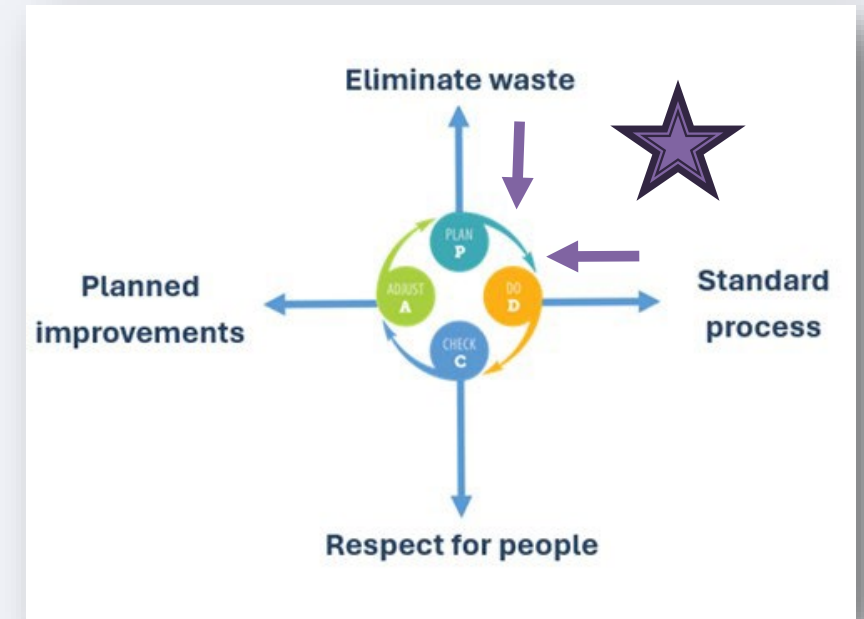 Eliminate waste
PLAN
P
Planned
improvements
ADJUST
A
DO
D
Standard
process
CHECK
C
Respect for people